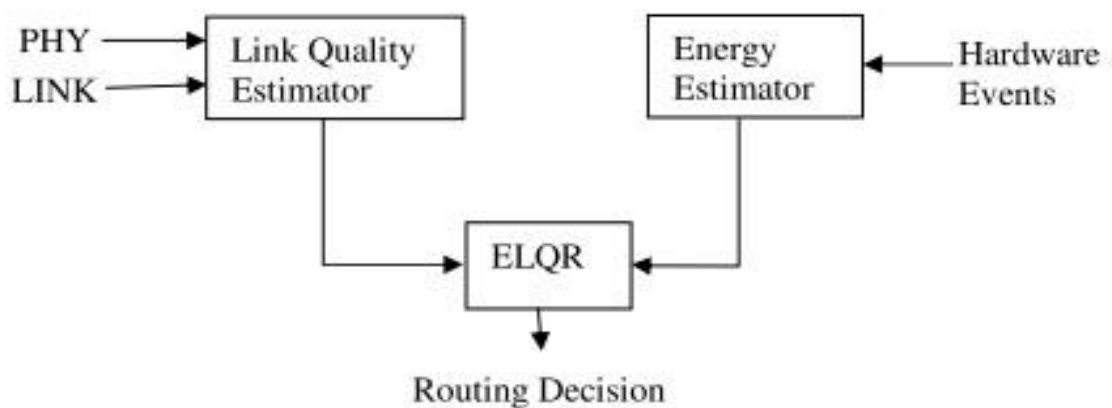 PHY
LINK
Link Quality
Estimator
Energy
Estimator
Hardware
Events
ELQR
Routing Decision